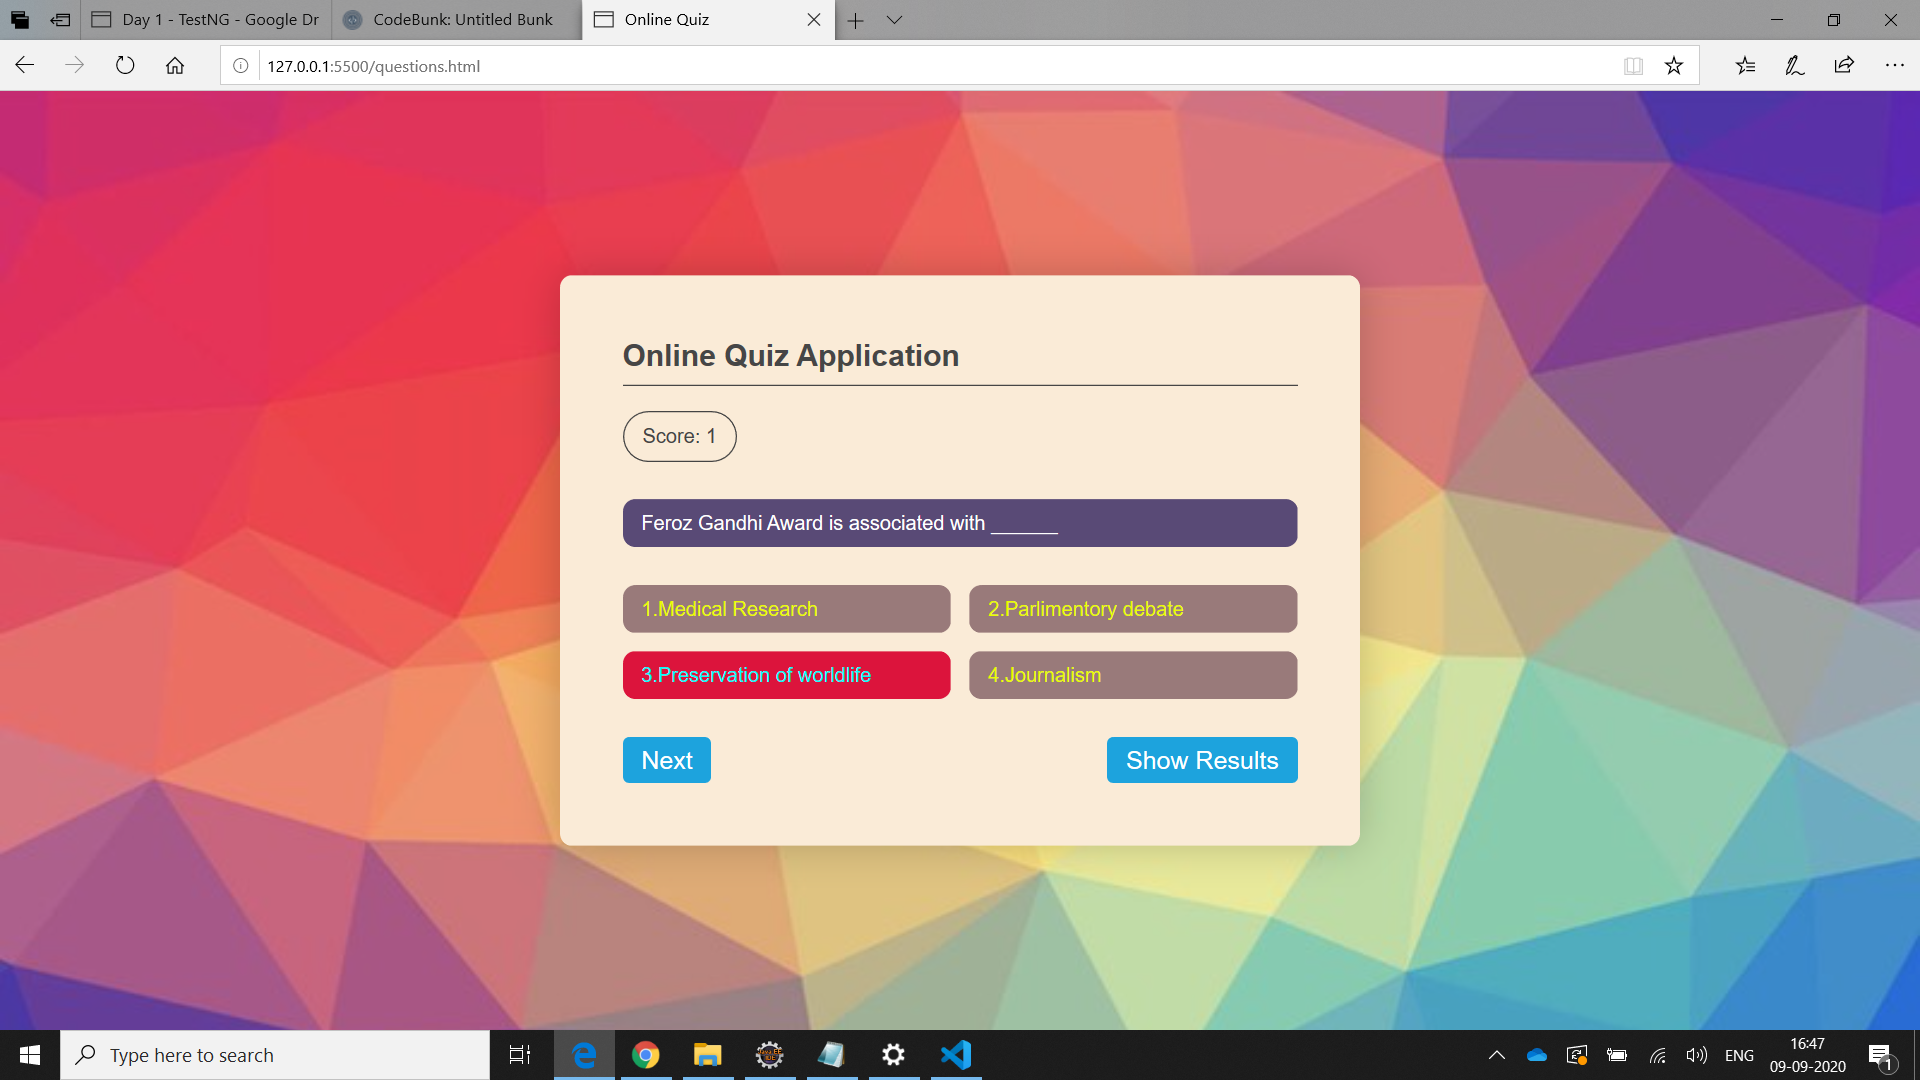 Day 1 - TestNG - Google Dr
CodeBunk: Untitled Bunk
Online Quiz
127.0.0.1:5500/questions.html
Online Quiz Application
Score: 1
Feroz Gandhi Award is associated with ______
1.Medical Research
2.Parlimentory debate
3.Preservation of worldlife
4.Journalism
Next
Show Results
Type here to search
ENG
16:47
09-09-2020
1